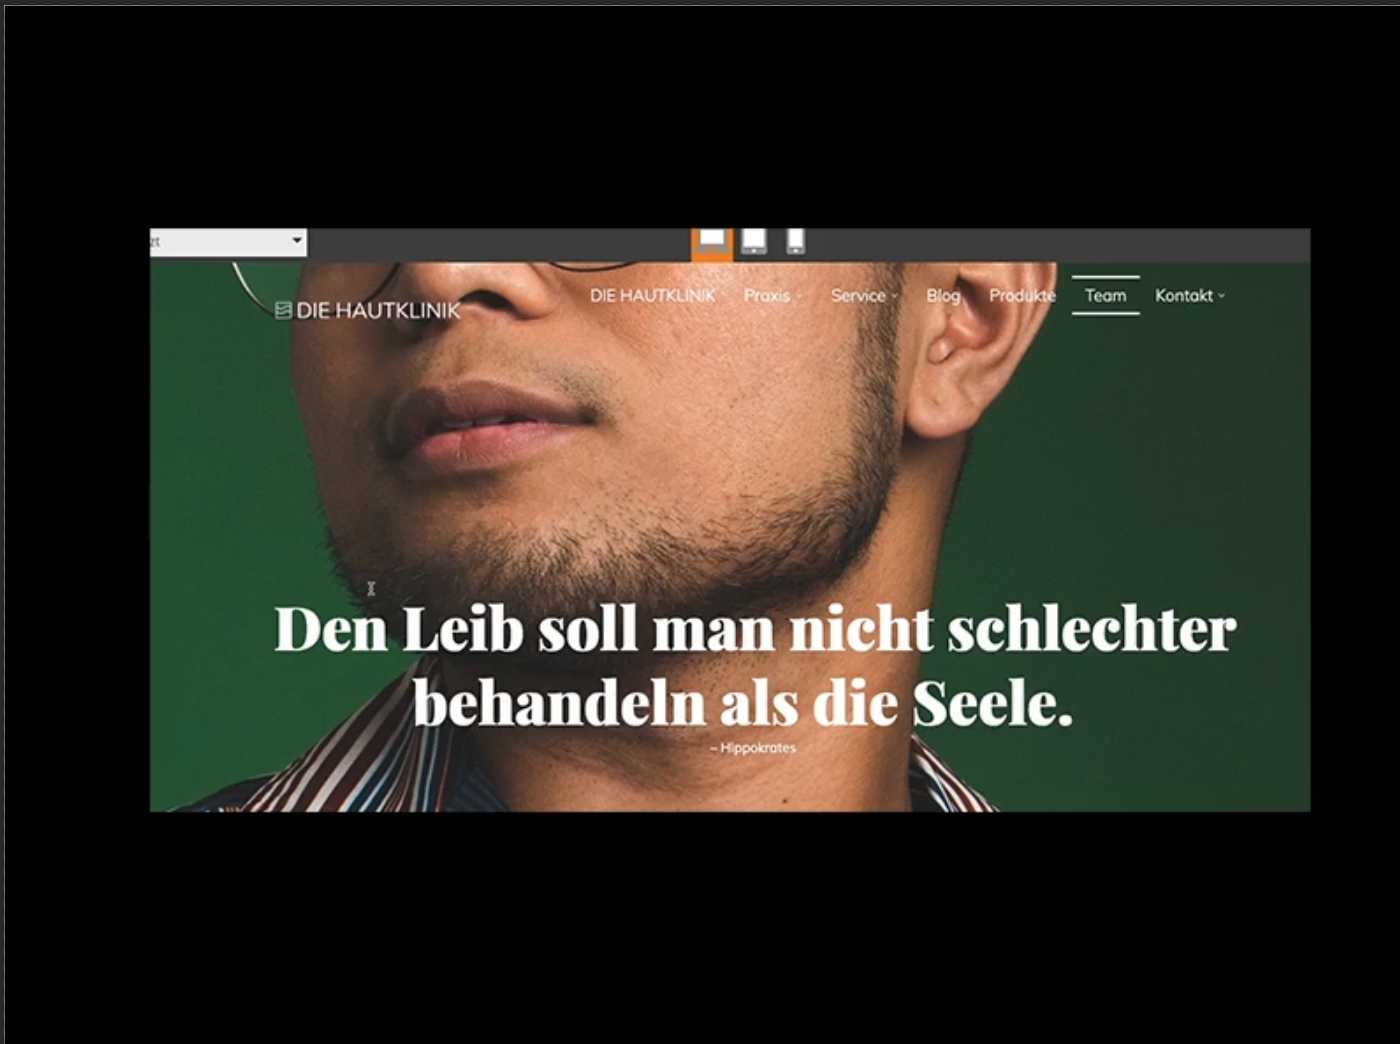 zt
DIE HAUTKLINIK
DIE HAUTKLINIK Praxis Service Blog Produkte Team Kontakt
Den Leib soll man nicht schlechter
behandeln als die Seele.
– Hippokrates